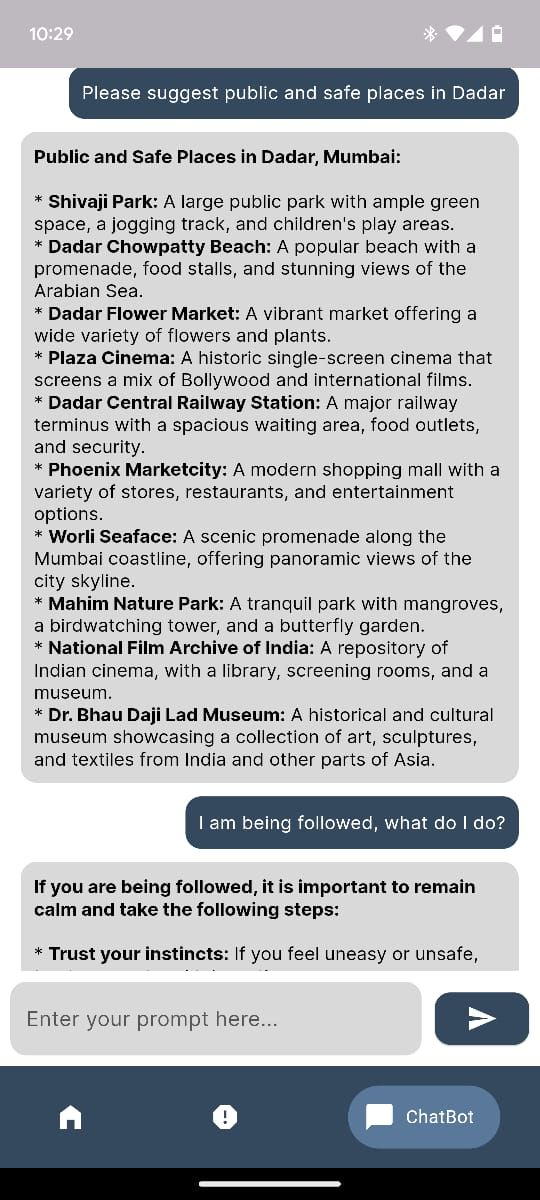 10:29
Please suggest public and safe places in Dadar
Public and Safe Places in Dadar, Mumbai:
* Shivaji Park: A large public park with ample green
space, a jogging track, and children's play areas.
* Dadar Chowpatty Beach: A popular beach with a
promenade, food stalls, and stunning views of the
Arabian Sea.
* Dadar Flower Market: A vibrant market offering a
wide variety of flowers and plants.
* Plaza Cinema: A historic single-screen cinema that
screens a mix of Bollywood and international films.
* Dadar Central Railway Station: A major railway
terminus with a spacious waiting area, food outlets,
and security.
* Phoenix Marketcity: A modern shopping mall with a
variety of stores, restaurants, and entertainment
options.
* Worli Seaface: A scenic promenade along the
Mumbai coastline, offering panoramic views of the
city skyline.
* Mahim Nature Park: A tranquil park with mangroves,
a birdwatching tower, and a butterfly garden.
* National Film Archive of India: A repository of
Indian cinema, with a library, screening rooms, and a
museum.
* Dr. Bhau Daji Lad Museum: A historical and cultural
museum showcasing a collection of art, sculptures,
and textiles from India and other parts of Asia.
I am being followed, what do I do?
If you are being followed, it is important to remain
calm and take the following steps:
* Trust your instincts: If you feel uneasy or unsafe,
Enter your prompt here...
ChatBot